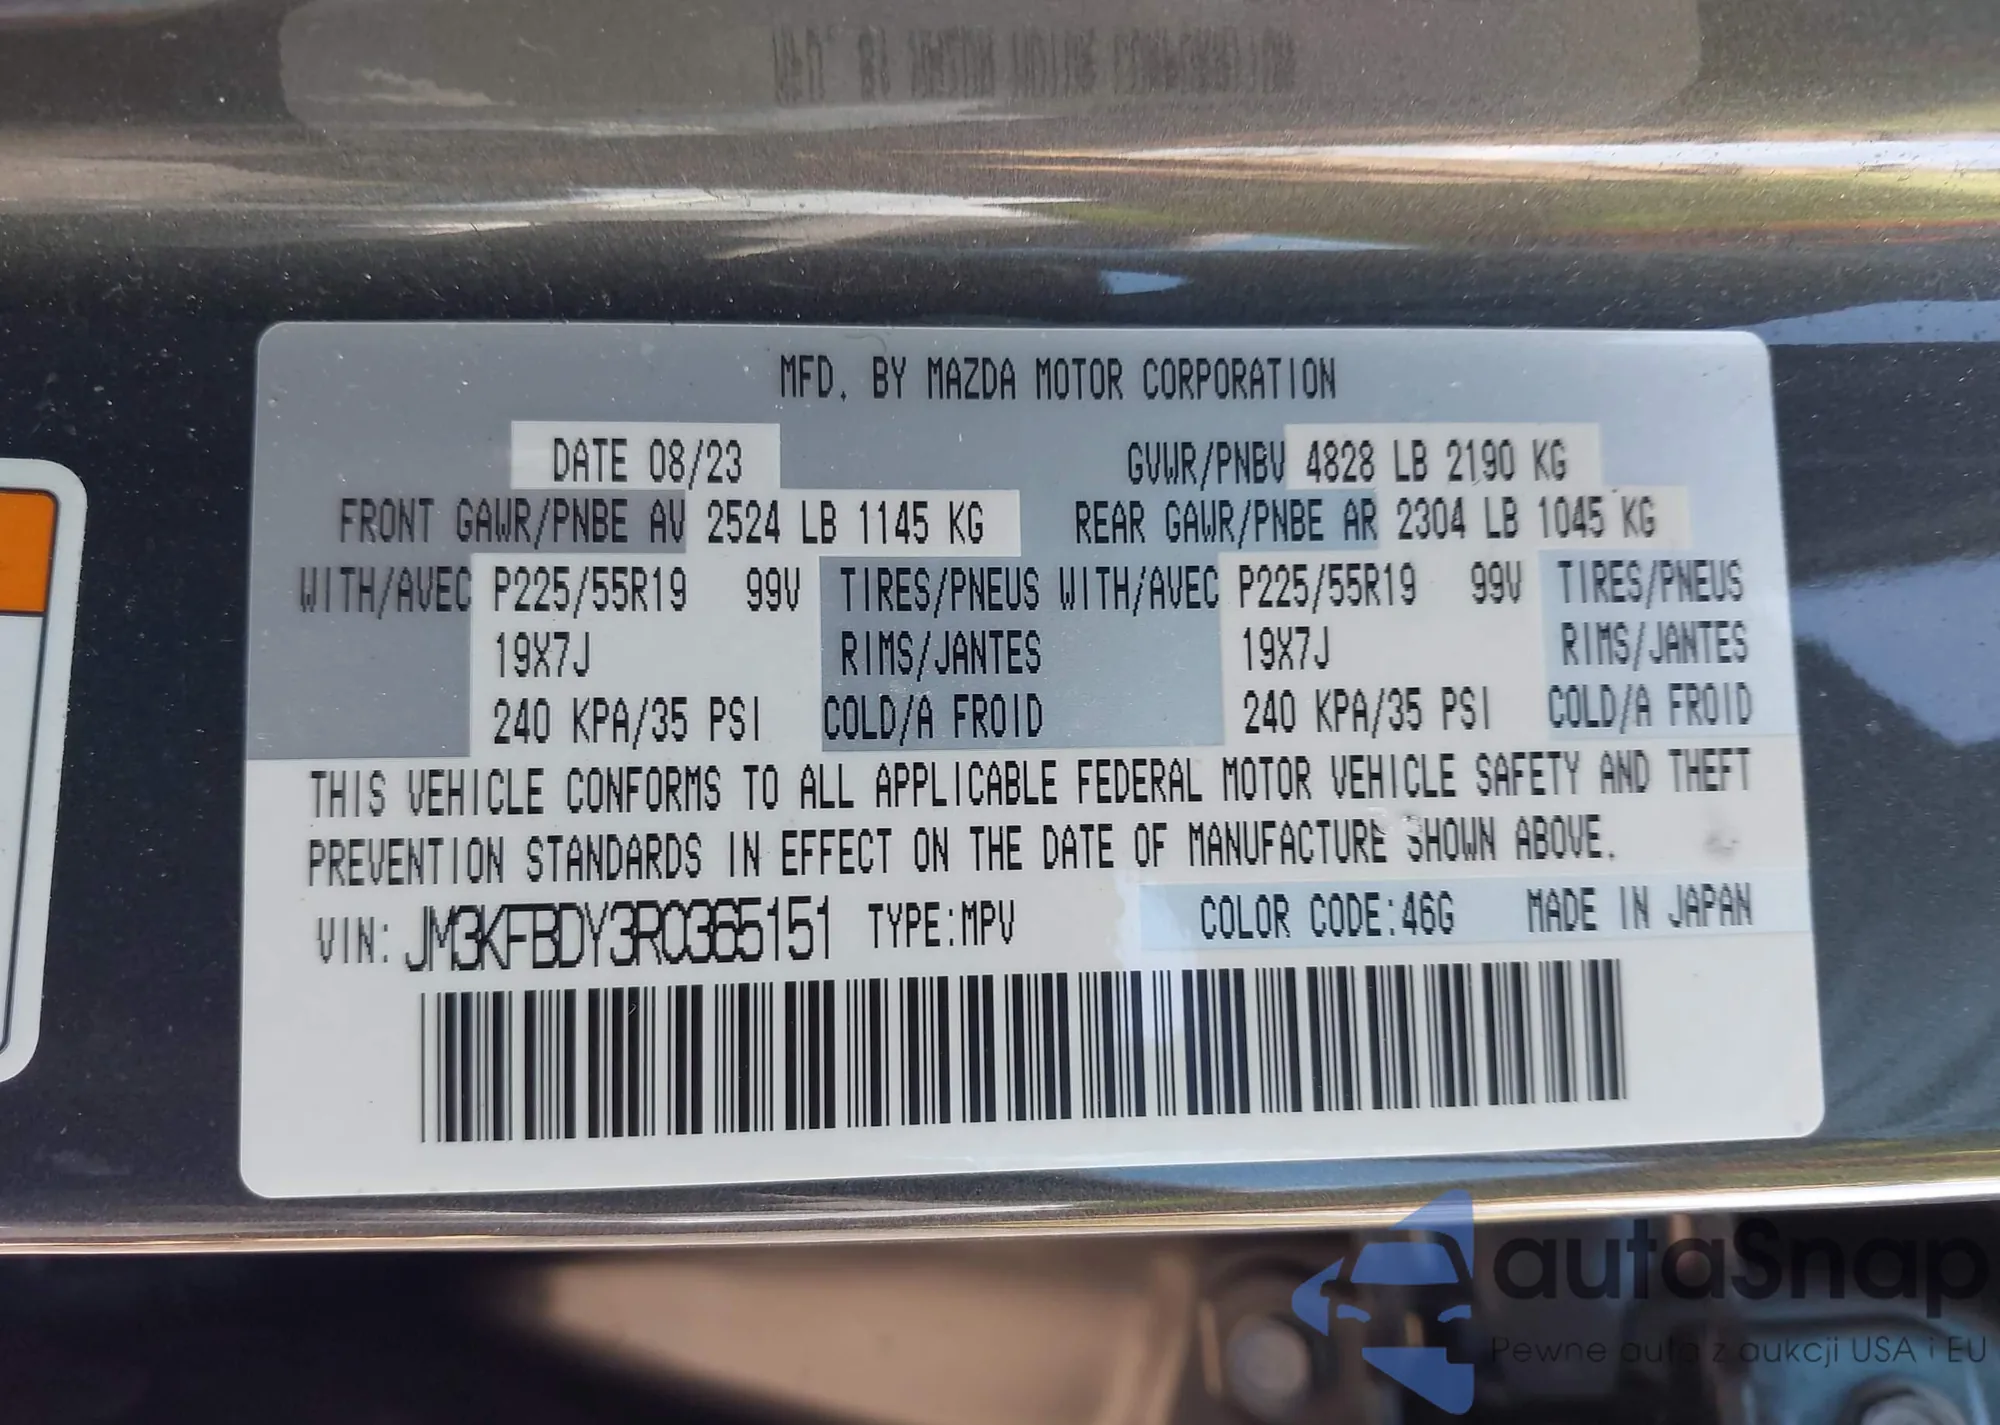 MFD. BY MAZDA MOTOR CORPORATION
DATE 08/23 GVWR/PNBV 4828 LB 2190 KG
FRONT GAWR/PNBE AV 2524 LB 1145 KG REAR GAWR/PNBE AR 2304 LB 1045 KG
WITH/AVEC P225/55R19 99V TIRES/PNEUS WITH/AVEC P225/55R19 99V TIRES/PNEUS
19X7J RIMS/JANTES 19X7J RIMS/JANTES
240 KPA/35 PSI COLD/A FROID 240 KPA/35 PSI COLD/A FROID
THIS VEHICLE CONFORMS TO ALL APPLICABLE FEDERAL MOTOR VEHICLE SAFETY AND THEFT
PREVENTION STANDARDS IN EFFECT ON THE DATE OF MANUFACTURE SHOWN ABOVE.
VIN: JM3KFBDY3R0365151 TYPE:MPV COLOR CODE:46G MADE IN JAPAN
autaSnap
Pewne auta z aukcji USA i EU